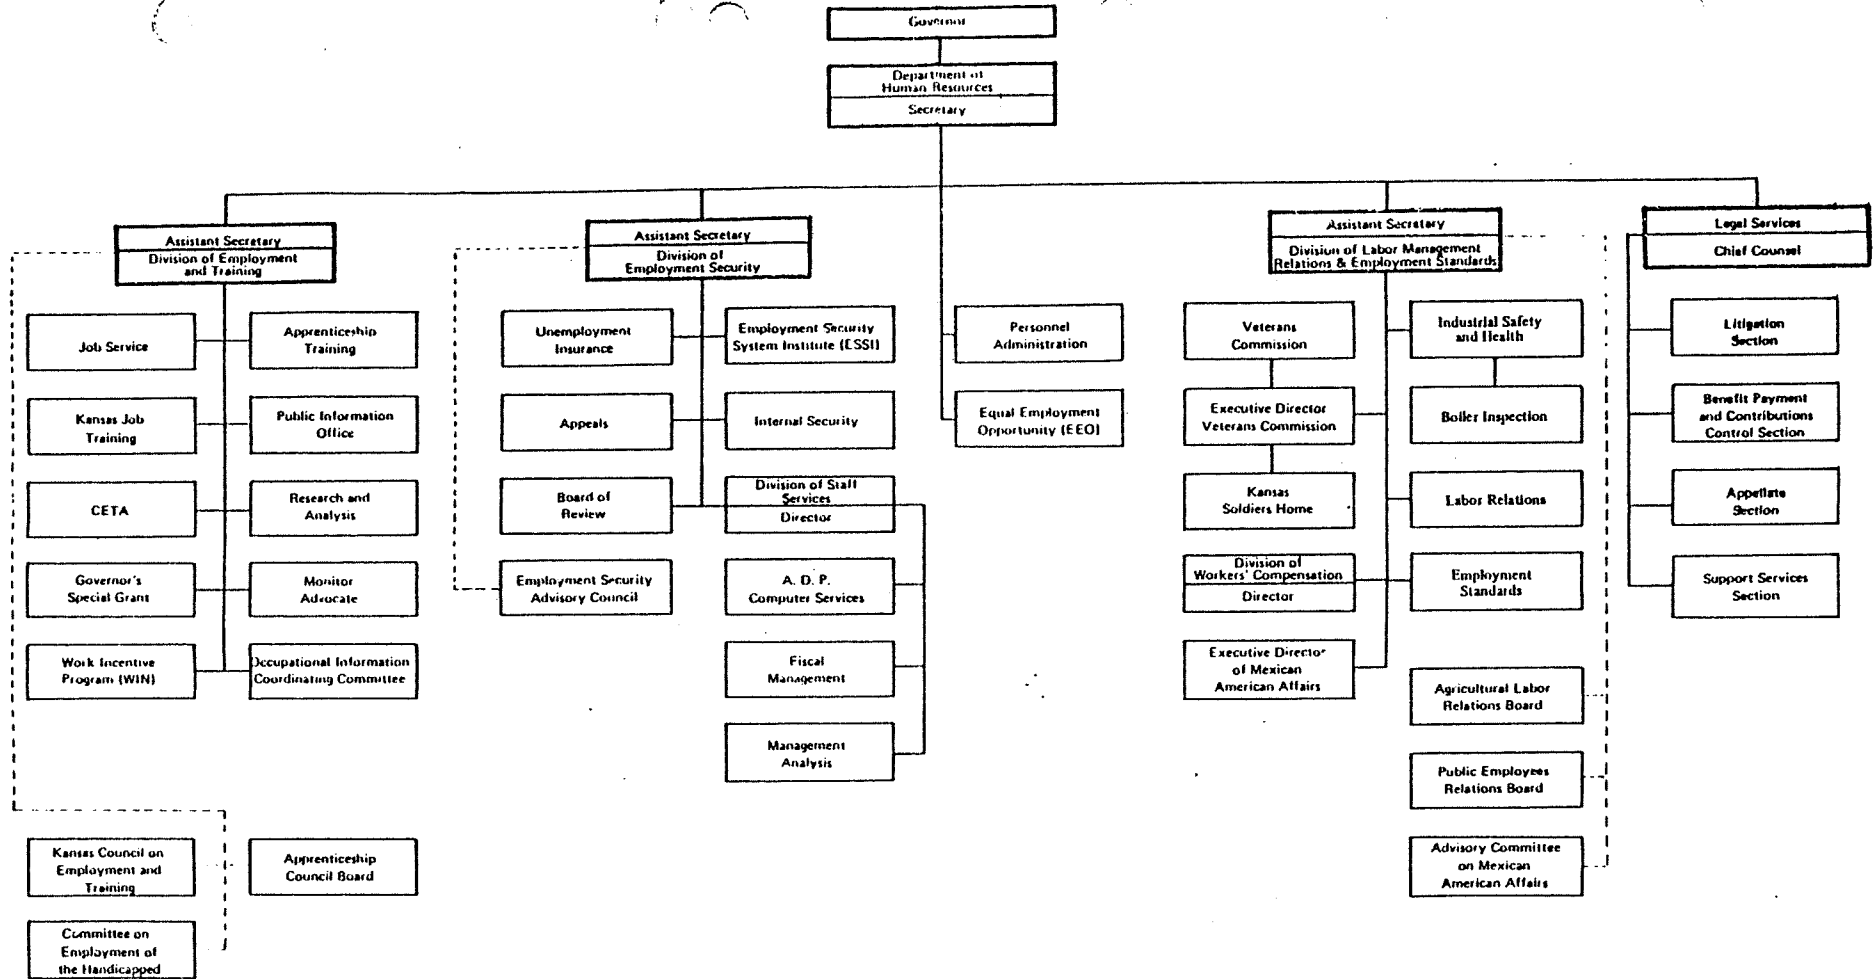 Governor
Department of
Human Resources
Secretary
Assistant Secretary
Division of Employment
and Training
Assistant Secretary
Division of
Employment Security
Assistant Secretary
Division of Labor Management
Relations & Employment Standards
Legal Services
Chief Counsel
Job Service
Apprenticeship
Training
Kansas Job
Training
Public Information
Office
CETA
Research and
Analysis
Governor's
Special Grant
Monitor
Advocate
Work Incentive
Program (WIN)
Occupational Information
Coordinating Committee
Kansas Council on
Employment and
Training
Apprenticeship
Council Board
Committee on
Employment of
the Handicapped
Unemployment
Insurance
Employment Security
System Institute (ESSI)
Appeals
Internal Security
Board of
Review
Division of Staff
Services
Director
Employment Security
Advisory Council
A. D. P.
Computer Services
Fiscal
Management
Management
Analysis
Personnel
Administration
Equal Employment
Opportunity (EEO)
Veterans
Commission
Industrial Safety
and Health
Executive Director
Veterans Commission
Boiler Inspection
Kansas
Soldiers Home
Labor Relations
Division of
Workers' Compensation
Director
Employment
Standards
Executive Director
of Mexican
American Affairs
Agricultural Labor
Relations Board
Public Employees
Relations Board
Advisory Committee
on Mexican
American Affairs
Litigation
Section
Benefit Payment
and Contributions
Control Section
Appellate
Section
Support Services
Section